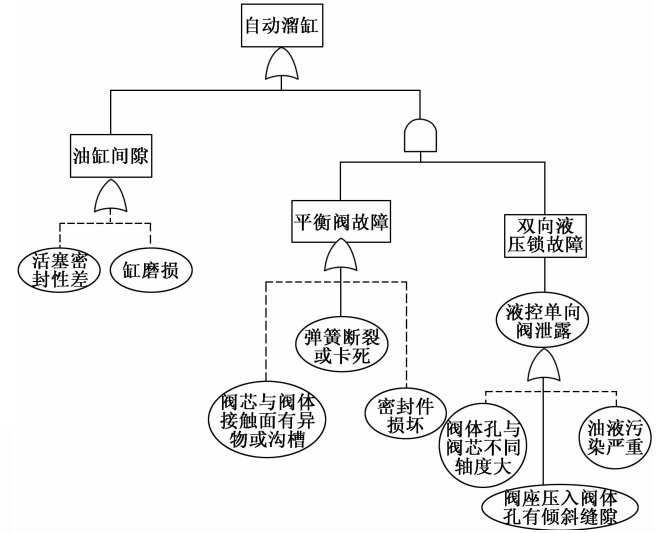 自动溜缸
油缸间隙
活塞密
封性差
缸磨损
平衡阀故障
双向液
压锁故障
弹簧断裂
或卡死
阀芯与阀体
接触面有异
物或沟槽
密封件
损坏
液控单向
阀泄露
阀体孔与
阀芯不同
轴度大
油液污
染严重
阀座压入阀体
孔有倾斜缝隙